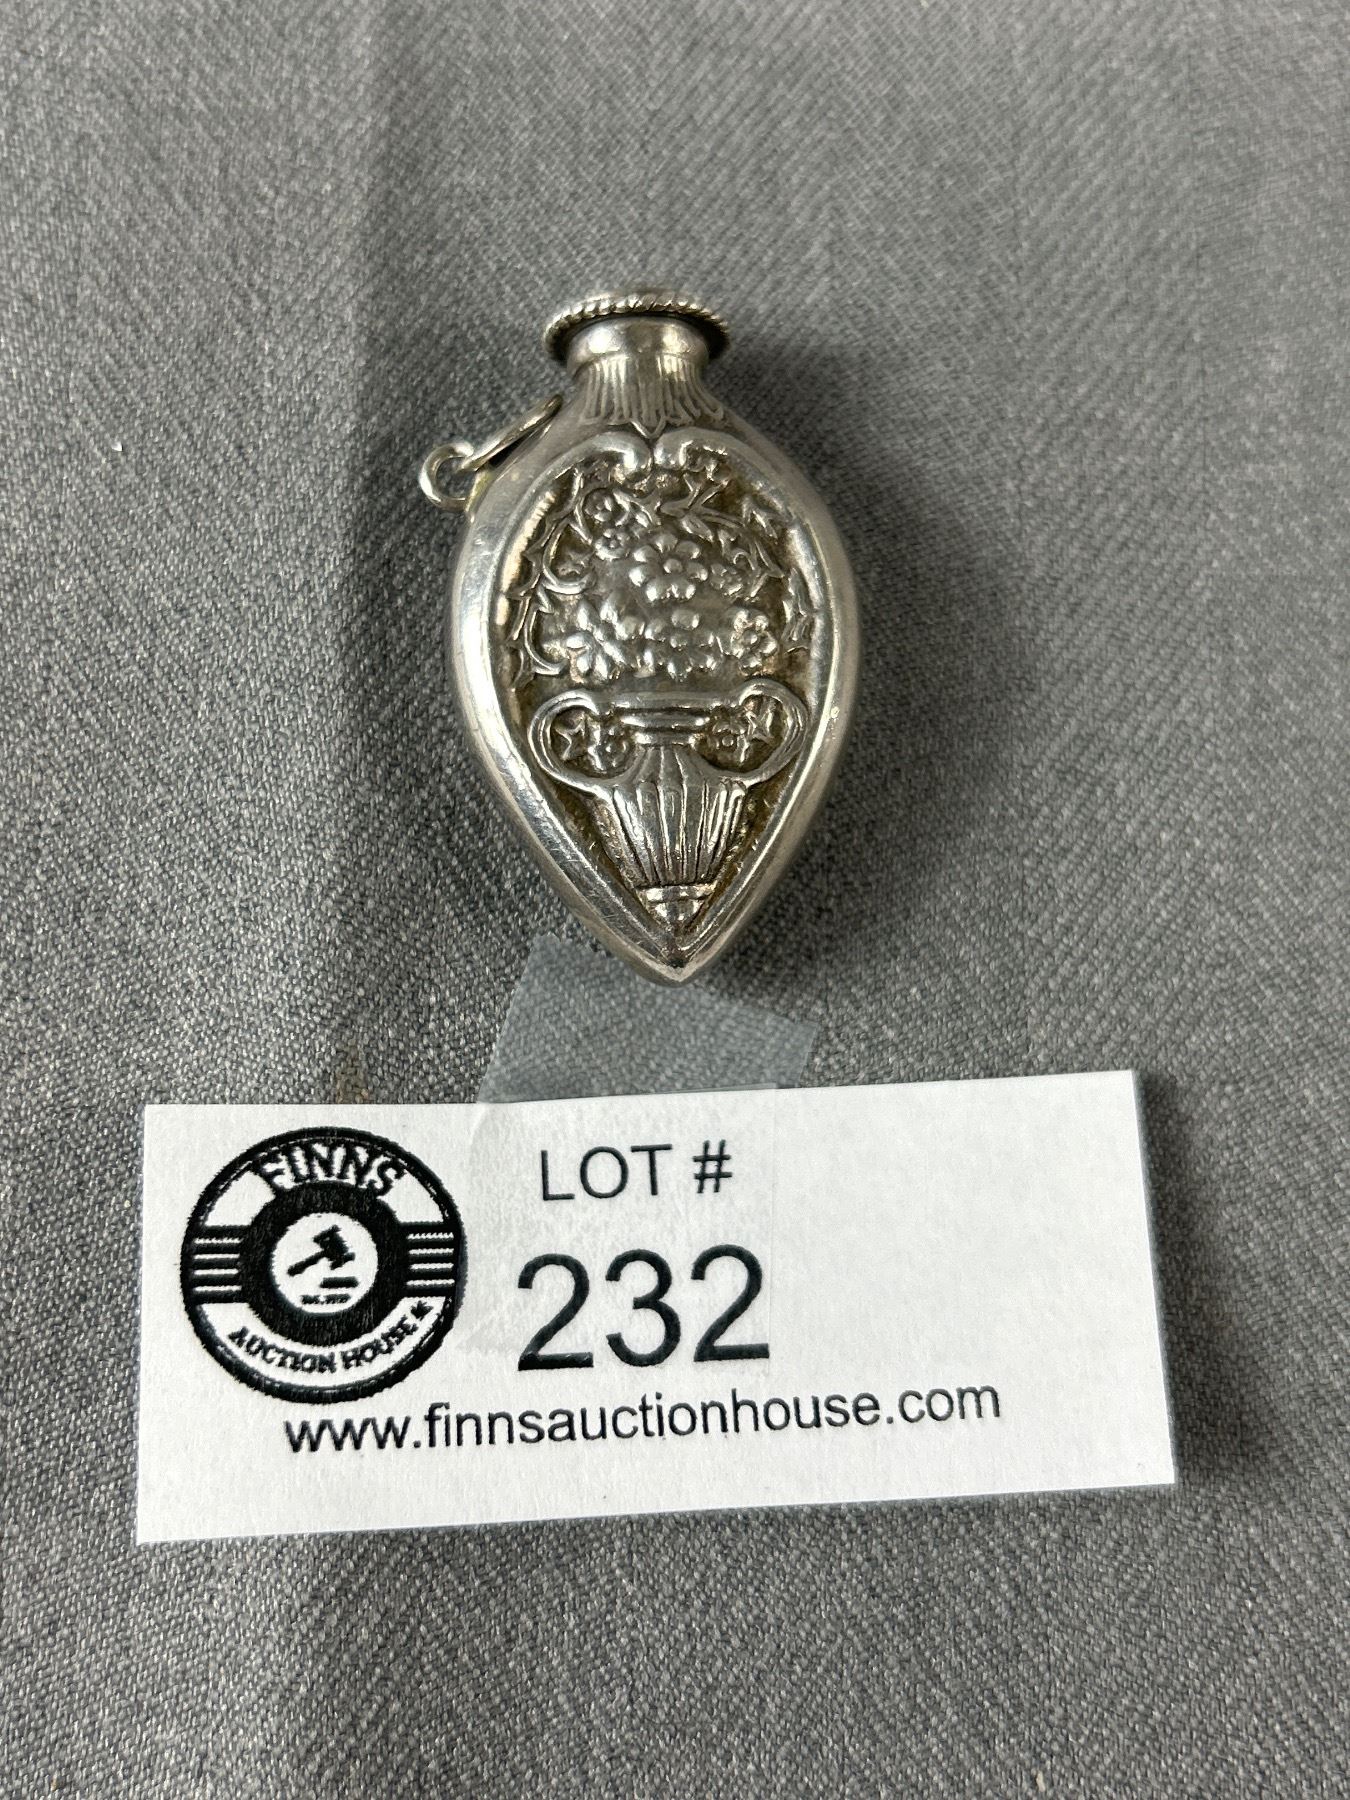 FINNS
AUCTION HOUSE
LOT #
232
www.finnsauctionhouse.com